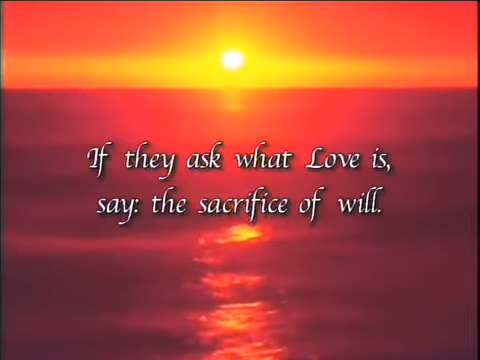 If they ask what Love is,
say: the sacrifice of will.